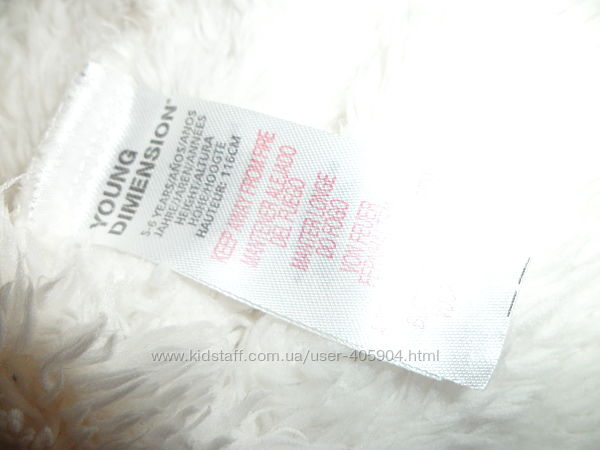 YOUNG
DIMENSION®
5-6 YEARS/AÑOS/ANOS
JAHRE/JAREN/ANNÉES
HEIGHT/ALTURA
HÖHE/HOOGTE
HAUTEUR: 116CM
KEEP AWAY FROM FIRE
MANTENER ALEJADO
DEL FUEGO
MANTER LONGE
DO FOGO
VON FEUER
www.kidstaff.com.ua/user-405904.html